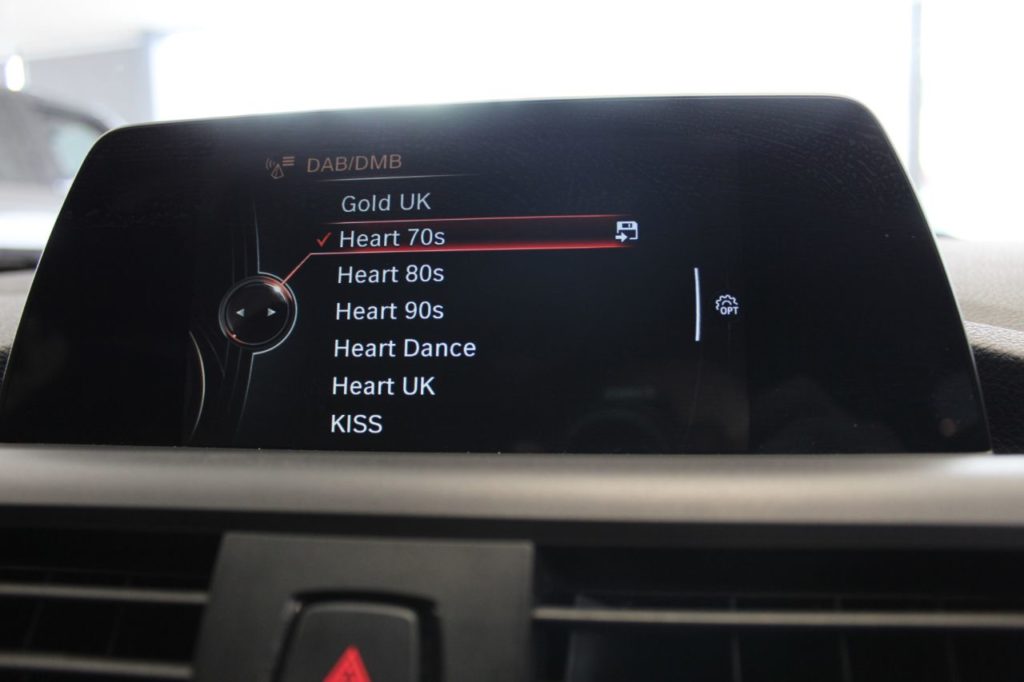 DAB/DMB
Gold UK
Heart 70s
Heart 80s
Heart 90s
OPT
Heart Dance
Heart UK
KISS